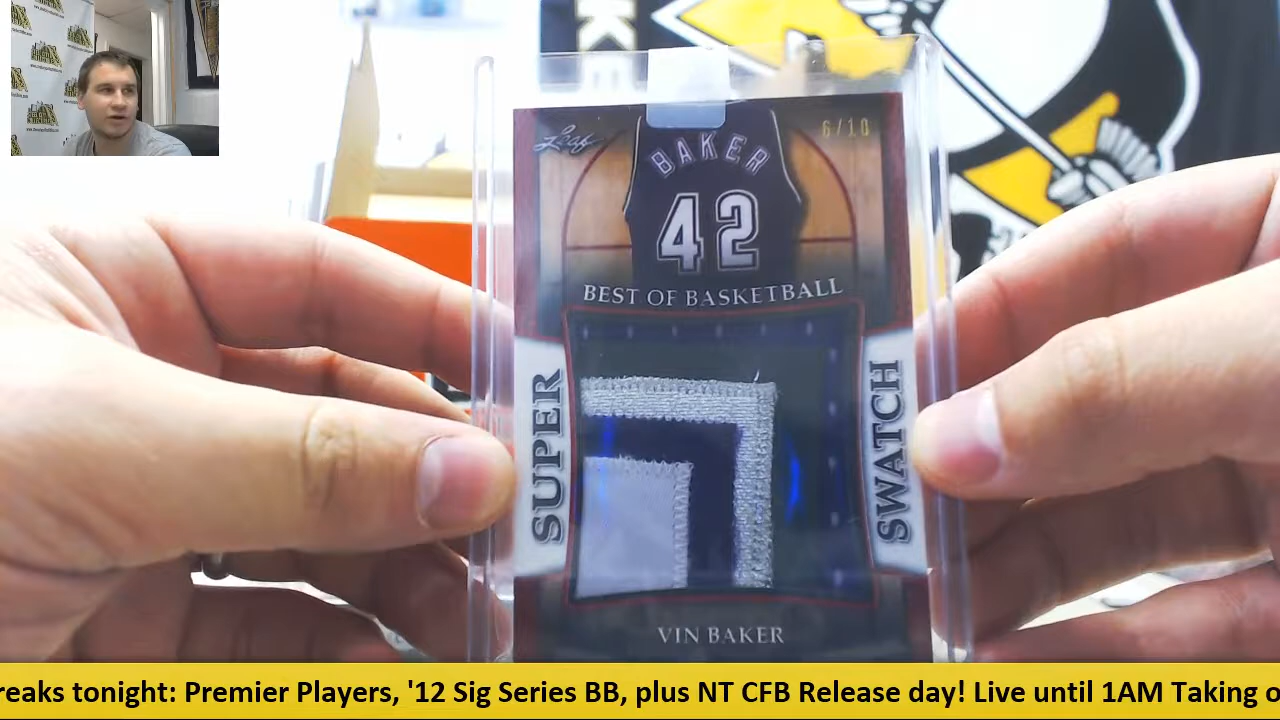 Leaf
6/10
BAKER
42
BEST OF BASKETBALL
SUPER
SWATCH
VIN BAKER
reaks tonight: Premier Players, '12 Sig Series BB, plus NT CFB Release day! Live until 1AM Taking o